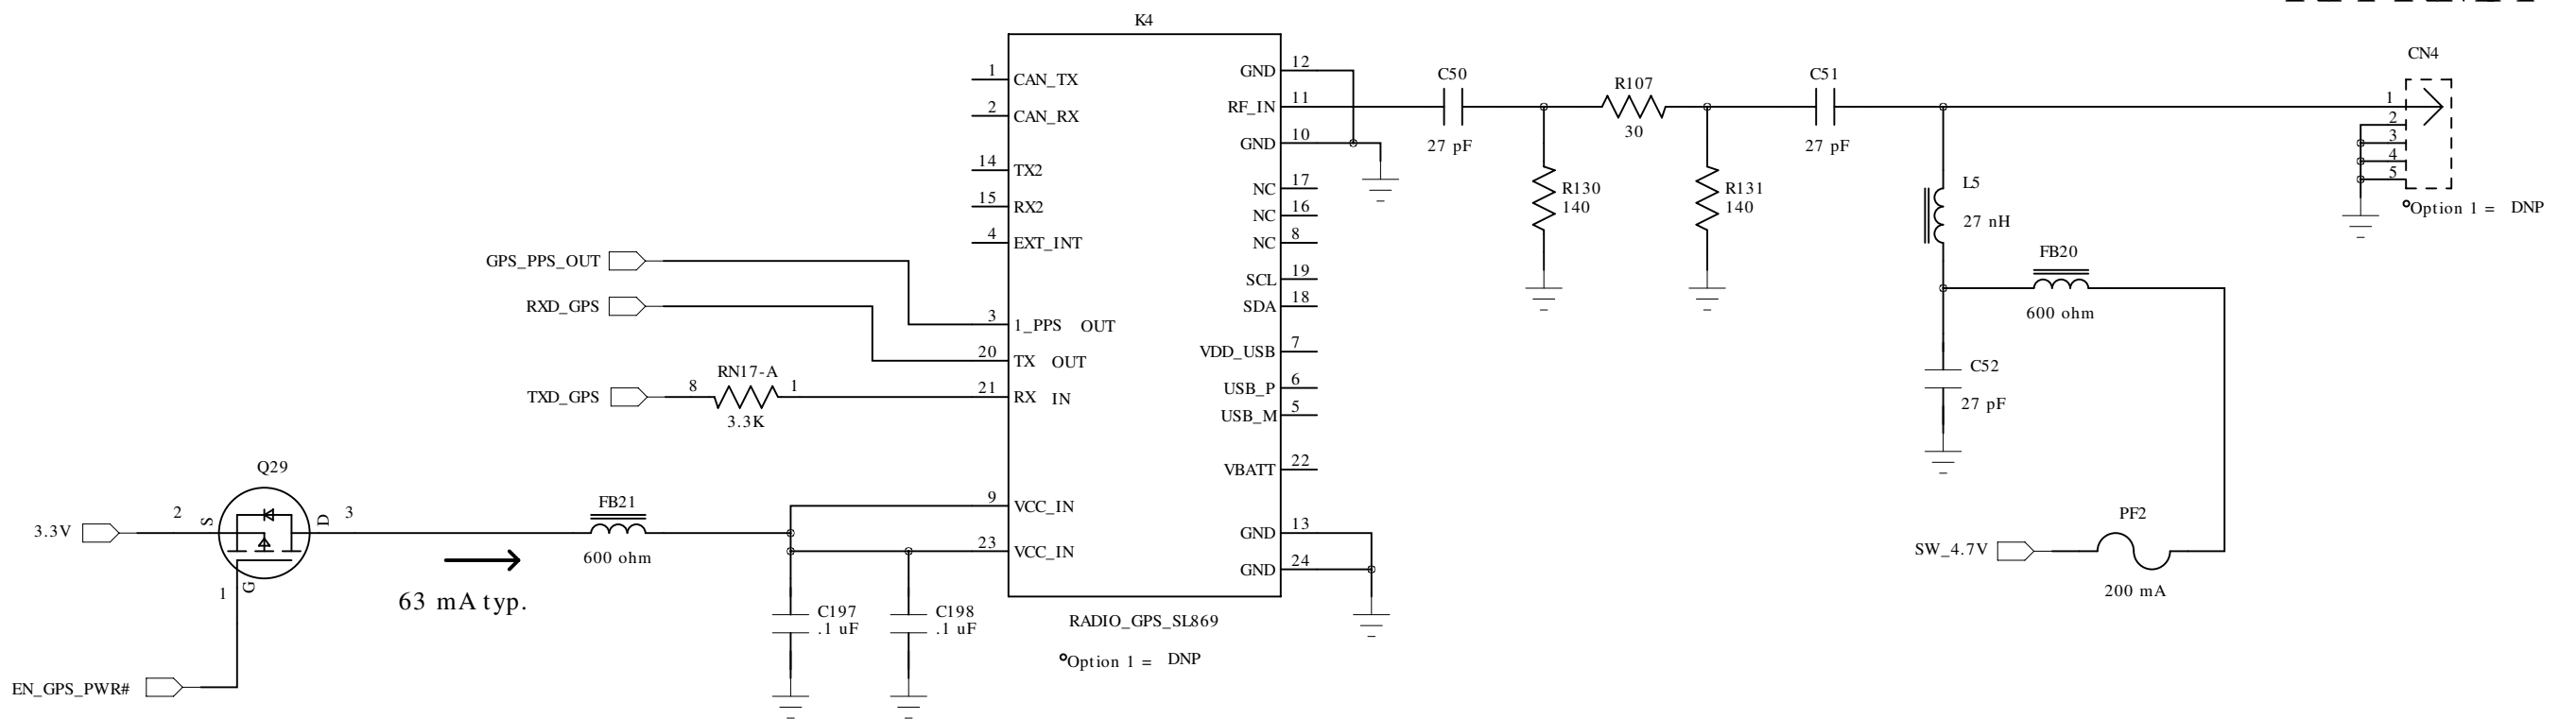 K4
CN4
1
CAN_TX
2
CAN_RX
14
TX2
15
RX2
4
EXT_INT
GPS_PPS_OUT
RXD_GPS
3
1_PPS OUT
20
TX OUT
TXD_GPS
8
RN17-A
1
3.3K
21
RX IN
9
VCC_IN
23
VCC_IN
GND
12
RF_IN
11
GND
10
NC
17
NC
16
NC
8
SCL
19
SDA
18
VDD_USB
7
USB_P
6
USB_M
5
VBATT
22
GND
13
GND
24
RADIO_GPS_SL869
Option 1 = DNP
C50
27 pF
R107
30
C51
27 pF
R130
140
R131
140
L5
27 nH
FB20
600 ohm
C52
27 pF
PF2
SW_4.7V
200 mA
1
2
3
4
5
Option 1 = DNP
Q29
3.3V
2
S
D
3
1
G
EN_GPS_PWR#
63 mA typ.
FB21
600 ohm
C197
.1 uF
C198
.1 uF